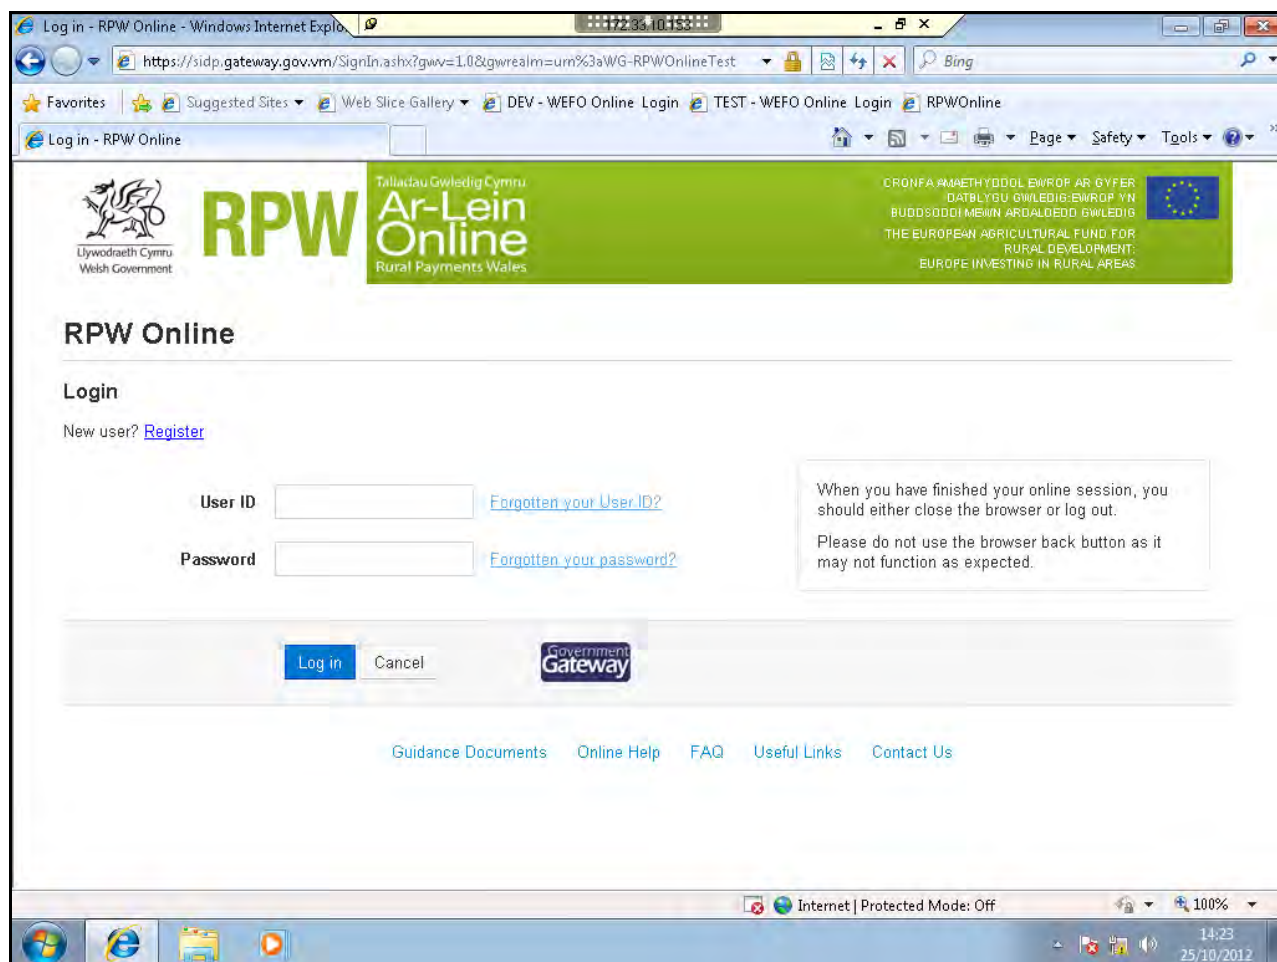 Log in - RPW Online - Windows Internet Explo
172.33.10.153
https://sidp.gateway.gov.vm/SignIn.ashx?gwv=1.0&gwrealm=urn%3aWG-RPWOnlineTest
Bing
Favorites Suggested Sites Web Slice Gallery DEV - WEFO Online Login TEST - WEFO Online Login RPWOnline
Log in - RPW Online
Page Safety Tools
Llywodraeth Cymru
Welsh Government
RPW
Taliadau Gwledig Cymru
Ar-Lein
Online
Rural Payments Wales
CRONFA AMAETHYDDOL EWROP AR GYFER
DATBLYGU GWLEDIG:EWROP YN
BUDDSODDI MEWN ARDALOEDD GWLEDIG
THE EUROPEAN AGRICULTURAL FUND FOR
RURAL DEVELOPMENT:
EUROPE INVESTING IN RURAL AREAS
RPW Online
Login
New user? Register
User ID
Forgotten your User ID?
Password
Forgotten your password?
When you have finished your online session, you
should either close the browser or log out.
Please do not use the browser back button as it
may not function as expected.
Log in
Cancel
Government
Gateway
Guidance Documents Online Help FAQ Useful Links Contact Us
Internet | Protected Mode: Off
100%
14:23
25/10/2012